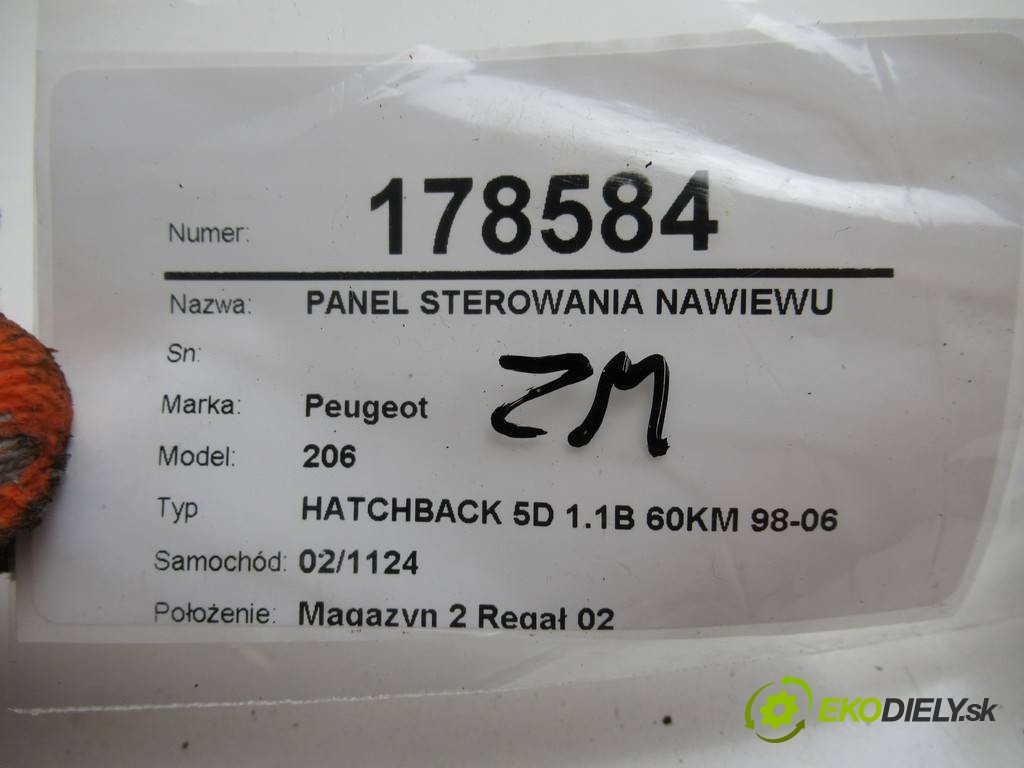 Numer: 178584
Nazwa: PANEL STEROWANIA NAWIEWU
Sn:
ZM
Marka: Peugeot
Model: 206
Typ HATCHBACK 5D 1.1B 60KM 98-06
Samochód: 02/1124
Położenie: Magazyn 2 Regał 02
EKODIELY.sk